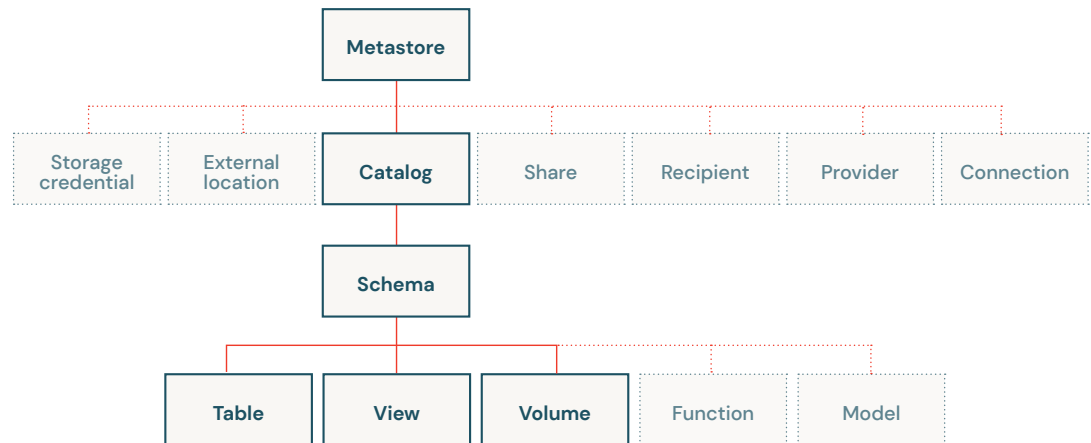 Metastore
Storage
credential
External
location
Catalog
Share
Recipient
Provider
Connection
Schema
Table
View
Volume
Function
Model